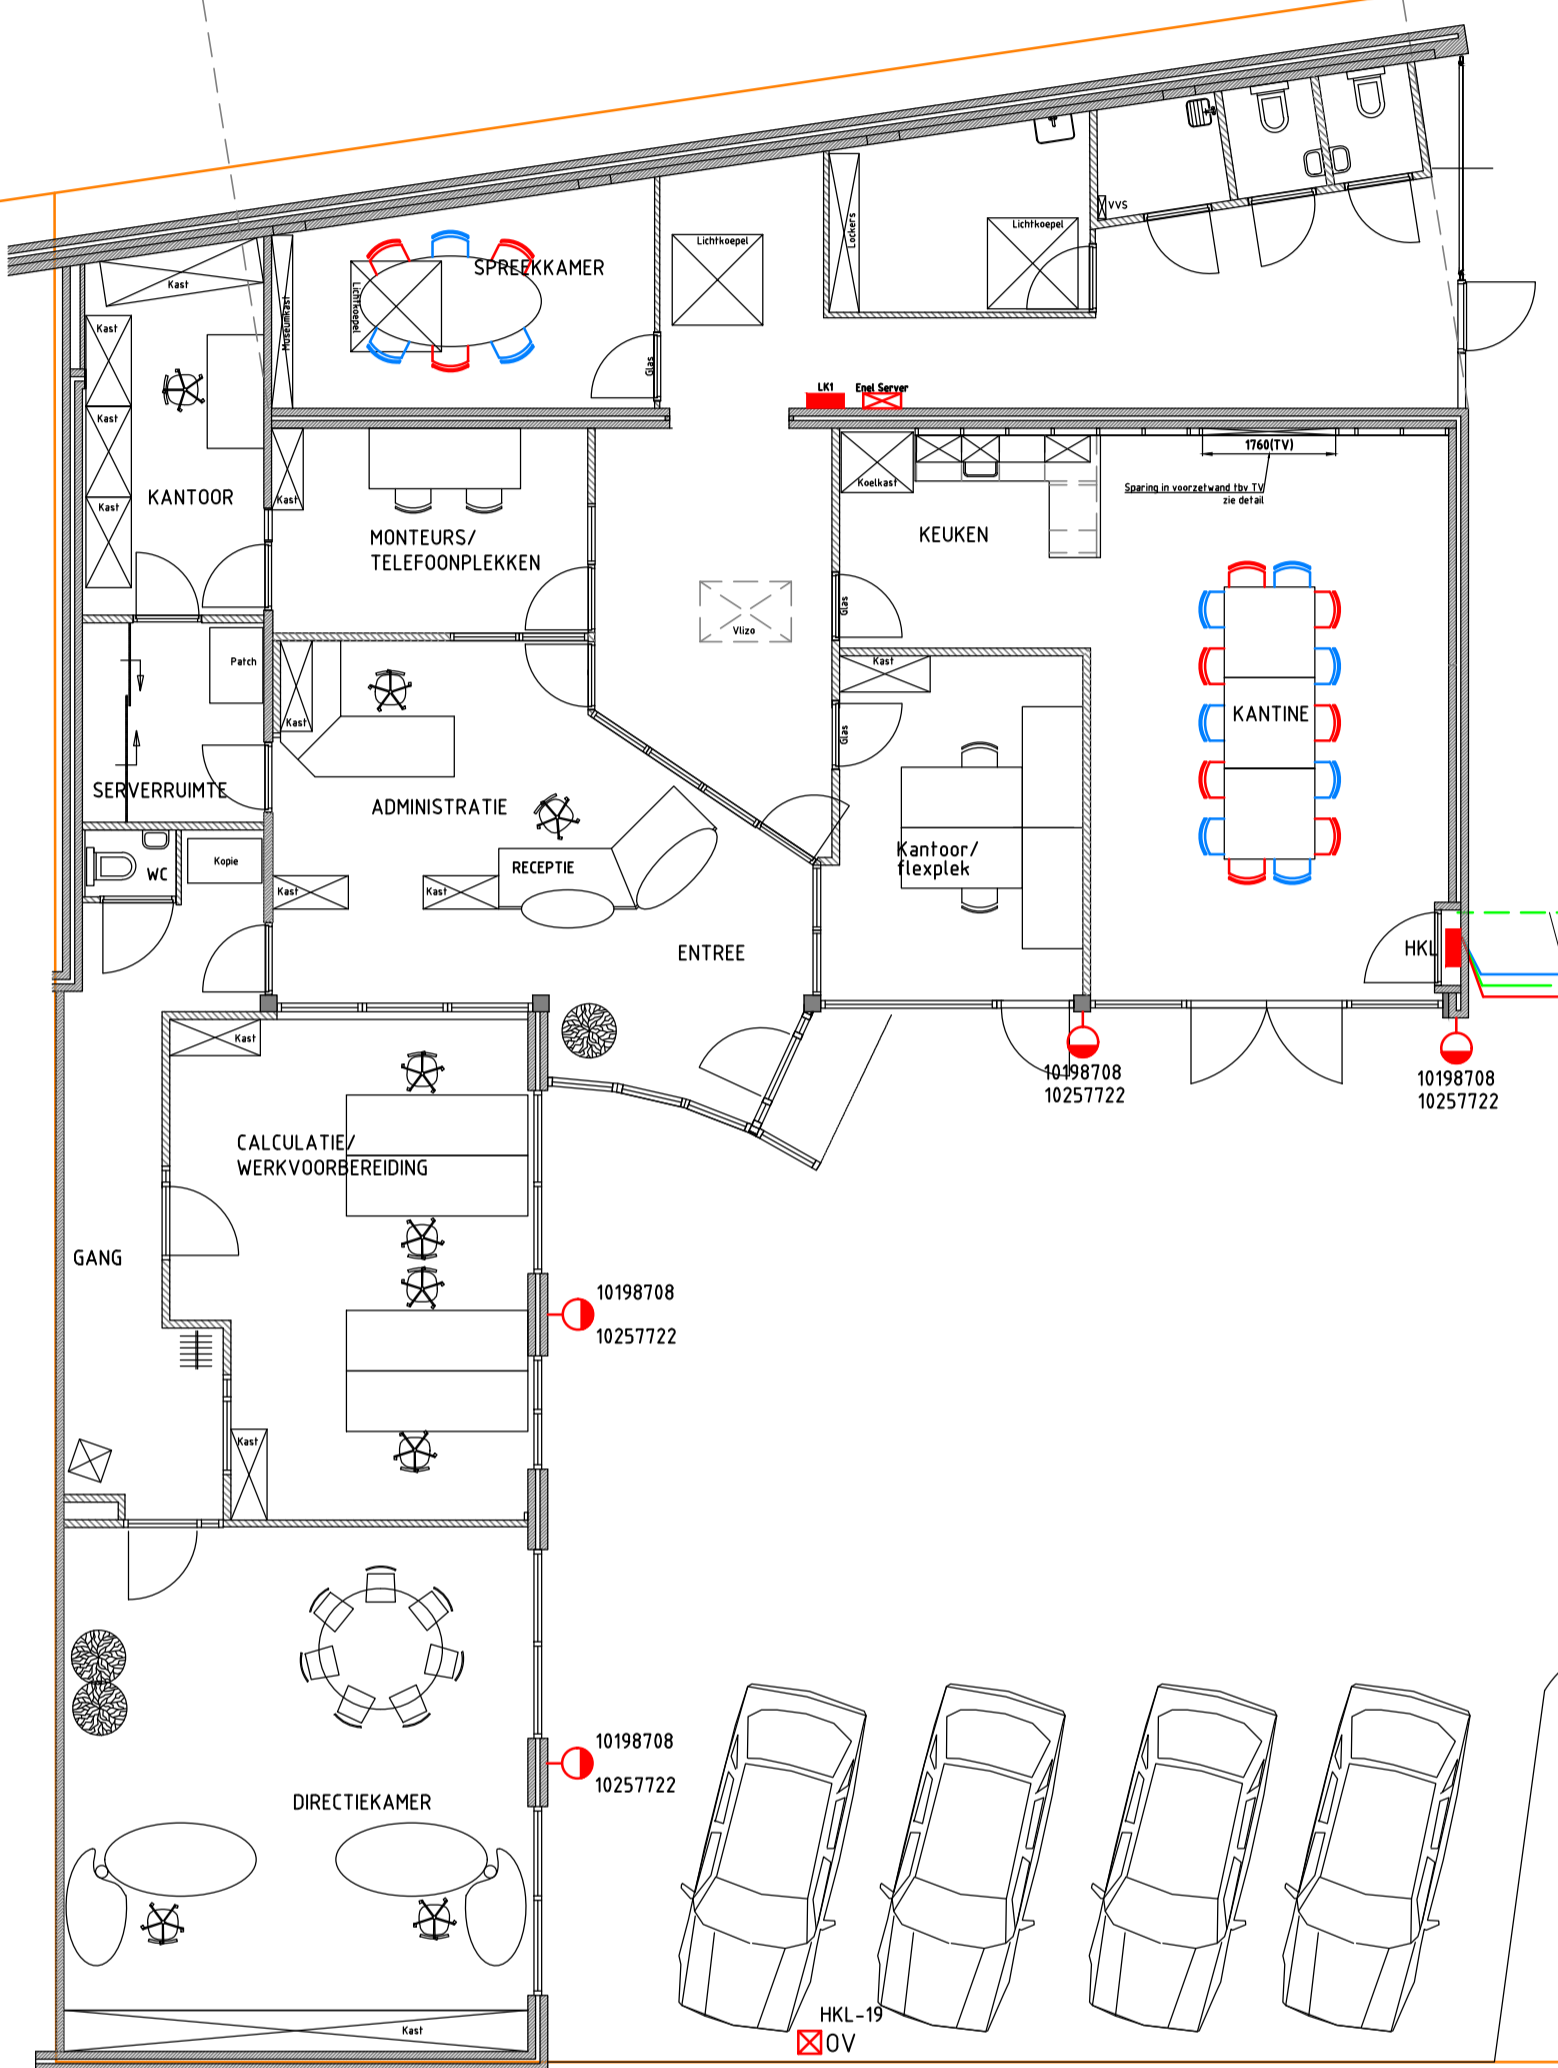 Lichtkoepel
Lichtkoepel
VVS
Lockers
SPREEKKAMER
Lichtkoepel
Museumkast
Glas
Kast
Kast
Kast
Kast
KANTOOR
LK1
Enel Server
1760(TV)
Sparing in voorzetwand tbv TV
zie detail
Koelkast
KEUKEN
Kast
MONTEURS/
TELEFOONPLEKKEN
Glas
Vlizo
Patch
Kast
Kast
Glas
KANTINE
SERVERRUIMTE
ADMINISTRATIE
Kantoor/
flexplek
WC
Kopie
RECEPTIE
Kast
Kast
ENTREE
HKL
Kast
10198708
10257722
10198708
10257722
CALCULATIE/
WERKVOORBEREIDING
GANG
10198708
10257722
Kast
10198708
10257722
DIRECTIEKAMER
Kast
HKL-19
OV